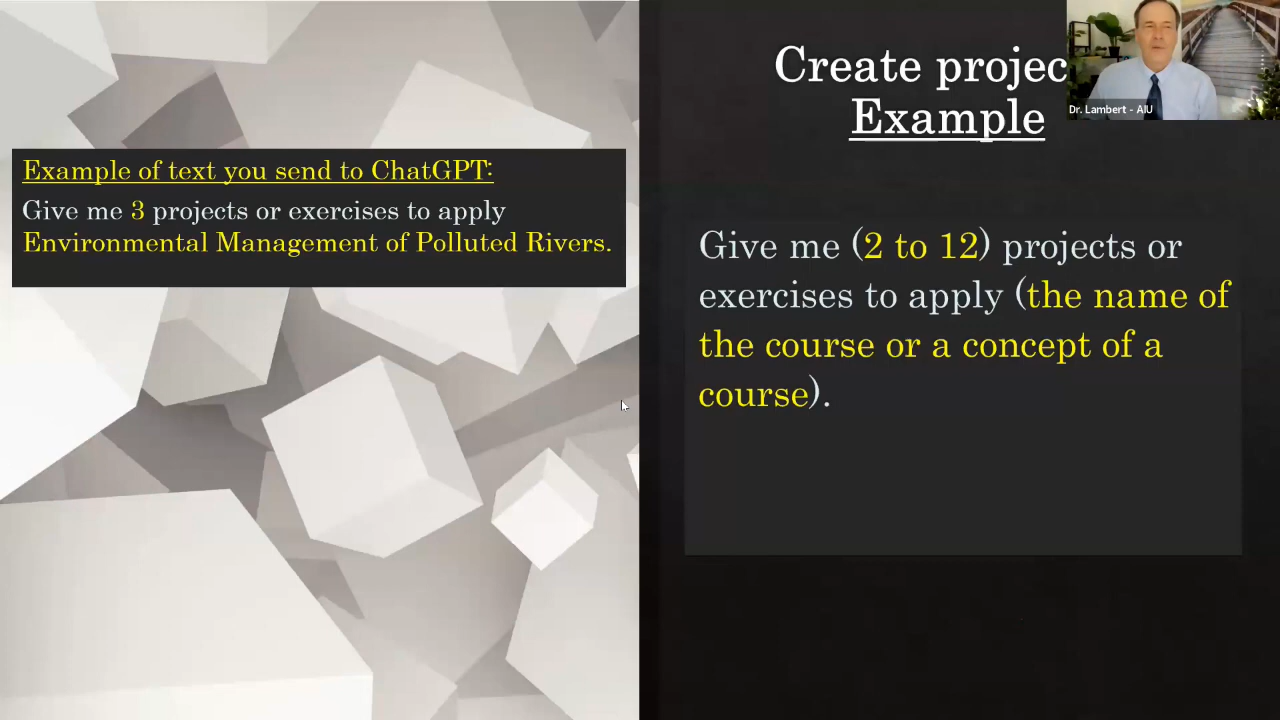 Example of text you send to ChatGPT:
Give me 3 projects or exercises to apply
Environmental Management of Polluted Rivers.
Create projec
Example
Give me (2 to 12) projects or
exercises to apply (the name of
the course or a concept of a
course).
Dr. Lambert - AIU